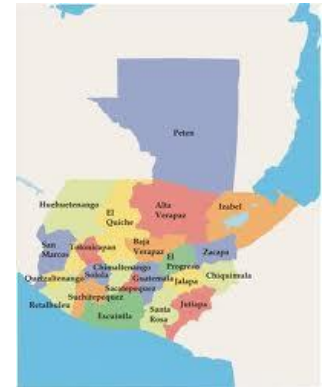 Peten
Huehuetenango
El
Quiche
Alta
Verapaz
Izabel
San
Marcos
Totonicapan
Baja
Verapaz
El
Progreso
Zacapa
Quetzaltenango
Solola
Chimaltenango
Guatemala
Jalapa
Chiquimula
Sacatepequez
Retalhuleu
Suchitepequez
Escuintla
Santa
Rosa
Jutiapa